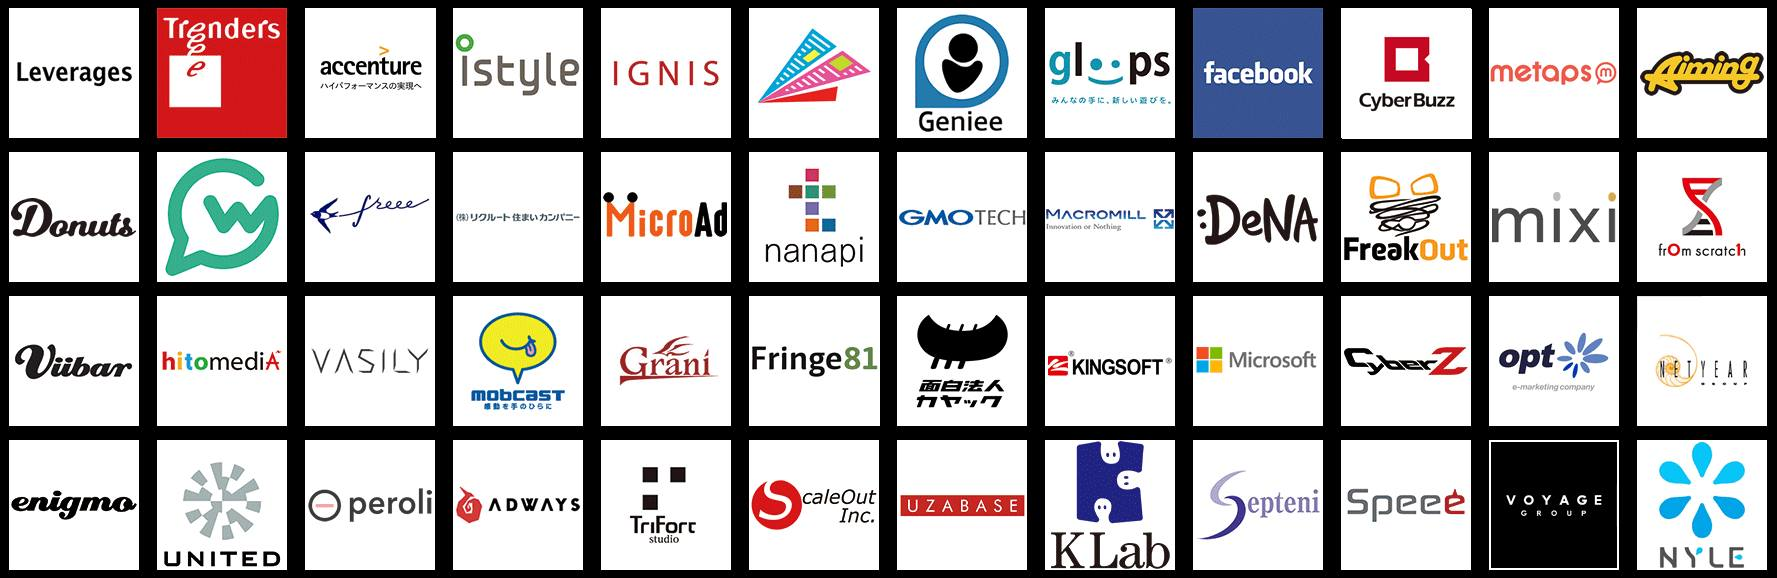 Leverages
Trenders
e
accenture
ハイパフォーマンスの実現へ
istyle
IGNIS
Geniee
gloops
みんなの手に、新しい遊びを。
facebook
CyberBuzz
metaps m
Aiming
Donuts
W
freee
(株)リクルート住まいカンパニー
MicroAd
nanapi
GMO TECH
MACROMILL
Innovation or Nothing
:DeNA
FreakOut
mixi
frOm scratc1h
Viibar
hitomediA
VASILY
mobcast
感動を手のひらに
Grani
Fringe81
面白法人
カヤック
KINGSOFT®
Microsoft
CyberZ
opt
e-marketing company
NETYEAR
GROUP
enigmo
UNITED
peroli
ADWAYS
TriFort
studio
ScaleOut
Inc.
UZABASE
KLab
Septeni
Speee
VOYAGE
GROUP
NYLE